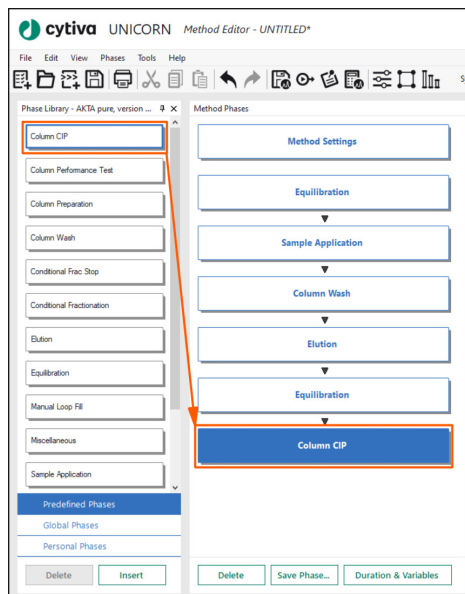 cytiva UNICORN Method Editor - UNTITLED*
File Edit View Phases Tools Help
Phase Library - AKTA pure, version ...
Method Phases
Column CIP
Column Performance Test
Column Preparation
Column Wash
Conditional Frac Stop
Conditional Fractionation
Elution
Equilibration
Manual Loop Fill
Miscellaneous
Sample Application
Predefined Phases
Global Phases
Personal Phases
Delete Insert
Method Settings
Equilibration
Sample Application
Column Wash
Elution
Equilibration
Column CIP
Delete Save Phase... Duration & Variables